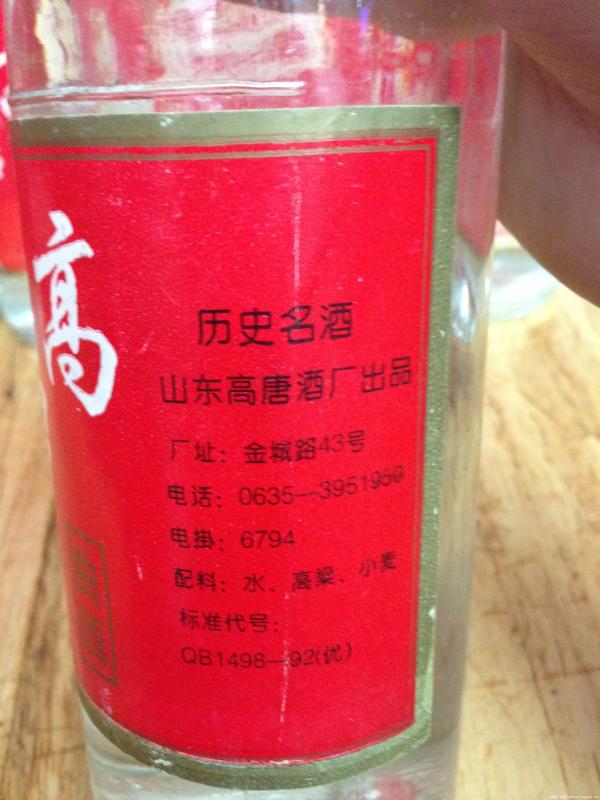 高
历史名酒
山东高唐酒厂出品
厂址：金城路43号
电话：0635—3951959
电掛：6794
配料：水、高粱、小麦
标准代号：
QB1498—92(优)